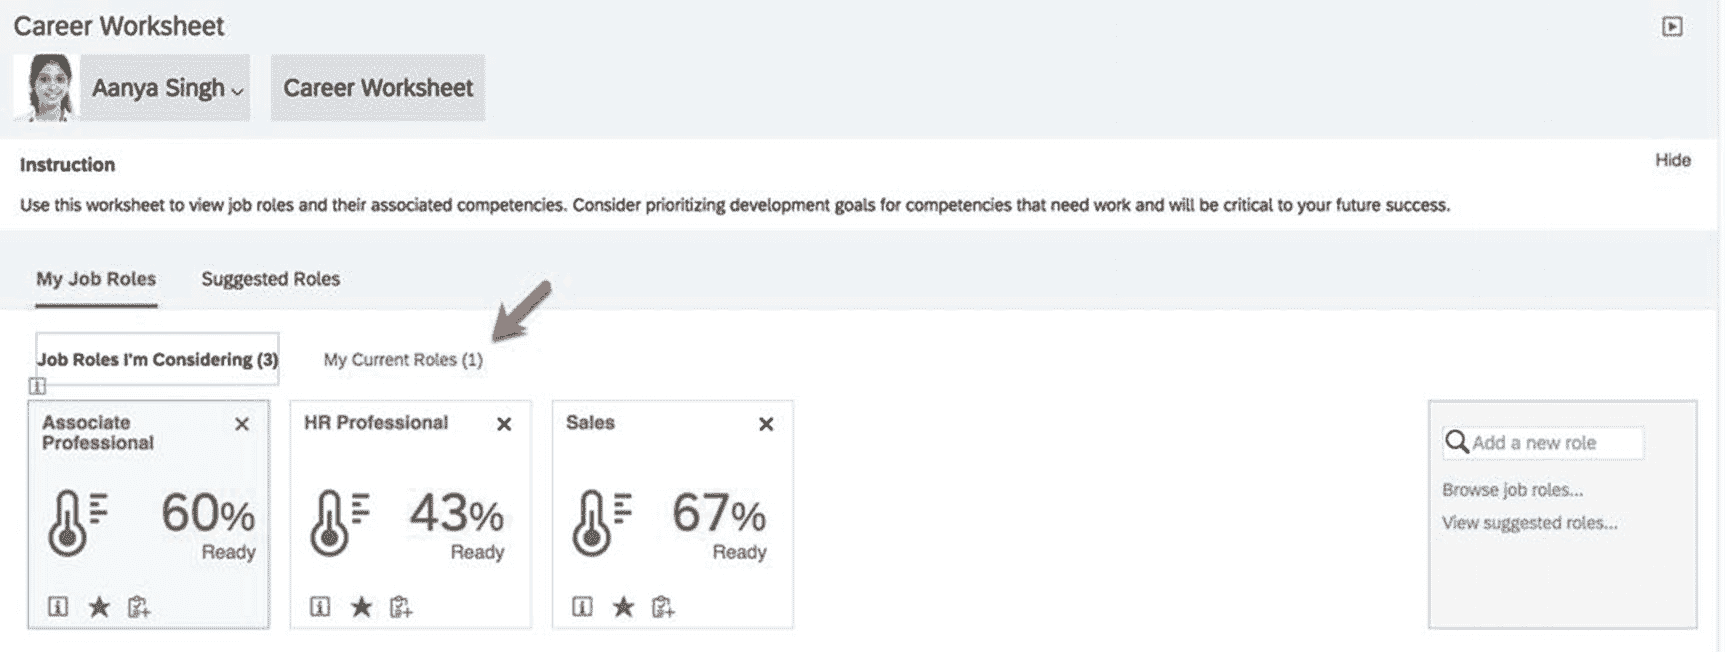 Career Worksheet
Aanya Singh
Career Worksheet
Instruction
Hide
Use this worksheet to view job roles and their associated competencies. Consider prioritizing development goals for competencies that need work and will be critical to your future success.
My Job Roles
Suggested Roles
Job Roles I'm Considering (3)
My Current Roles (1)
Associate
Professional
60%
Ready
HR Professional
43%
Ready
Sales
67%
Ready
Add a new role
Browse job roles...
View suggested roles...